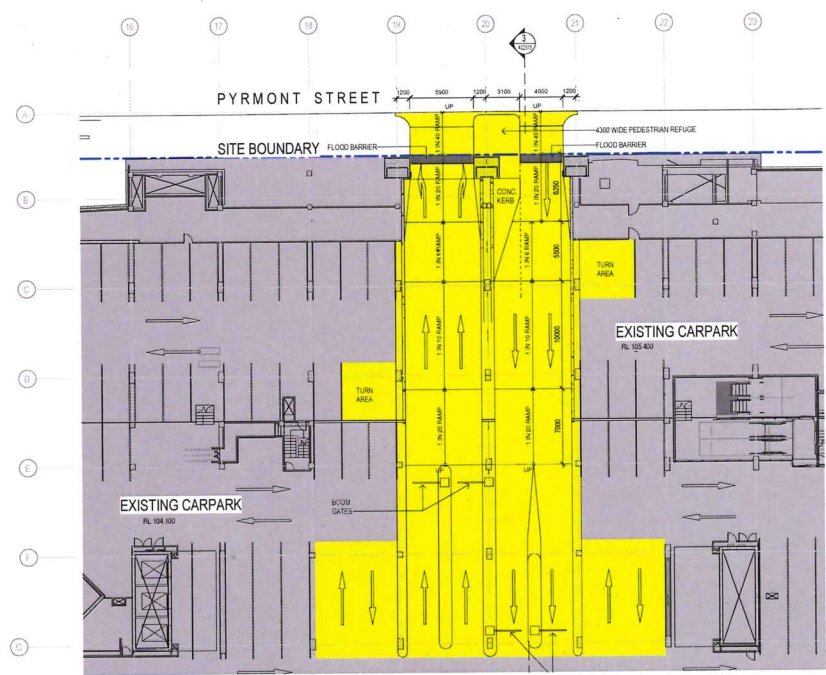 16 17 18 19 20 21 22 23
3
1200 5900 1200 3100 4000 1200
PYRMONT STREET
UP UP
A
1 IN 40 RAMP
1 IN 40 RAMP
4300 WIDE PEDESTRIAN REFUGE
SITE BOUNDARY
FLOOD BARRIER
FLOOD BARRIER
B
1 IN 20 RAMP
CONC.
KERB
1 IN 20 RAMP
6250
1 IN 6 RAMP
1 IN 6 RAMP
5500
TURN
AREA
C
EXISTING CARPARK
RL 105.400
1 IN 10 RAMP
1 IN 10 RAMP
10000
D
TURN
AREA
1 IN 20 RAMP
1 IN 20 RAMP
7000
E
UP UP
BOOM
GATES
EXISTING CARPARK
RL 104.100
F
G